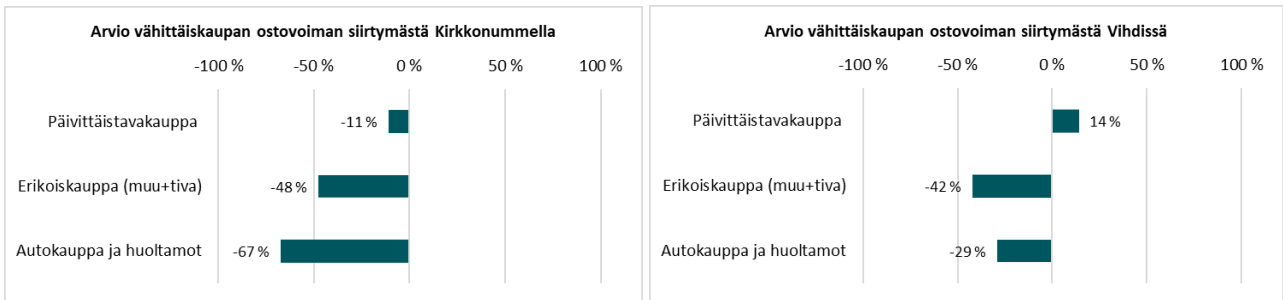 Arvio vähittäiskaupan ostovoiman siirtymästä Kirkkonummella
-100 % -50 % 0 % 50 % 100 %
Päivittäistavakauppa -11 %
Erikoiskauppa (muu+tiva) -48 %
Autokauppa ja huoltamot -67 %
Arvio vähittäiskaupan ostovoiman siirtymästä Vihdissä
-100 % -50 % 0 % 50 % 100 %
Päivittäistavakauppa 14 %
Erikoiskauppa (muu+tiva) -42 %
Autokauppa ja huoltamot -29 %